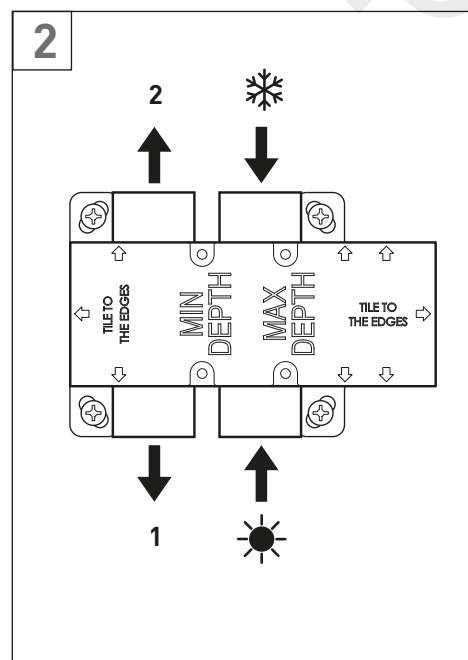 2
2
TILE TO
THE EDGES
MIN
DEPTH
MAX
DEPTH
TILE TO
THE EDGES
1